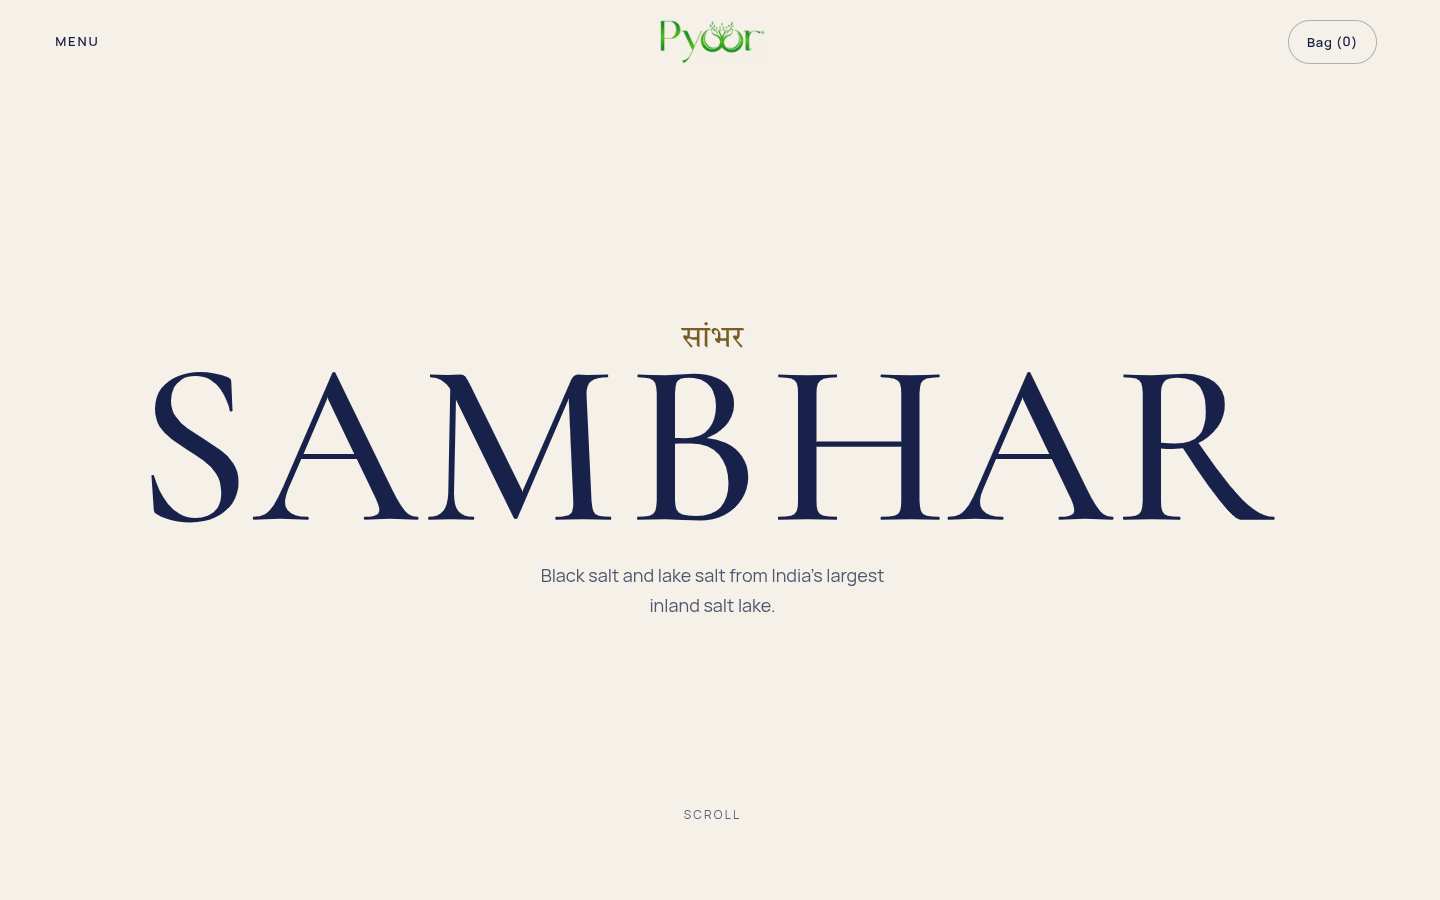 MENU
Pyoor
Bag (0)
सांभर
SAMBHAR
Black salt and lake salt from India's largest
inland salt lake.
SCROLL